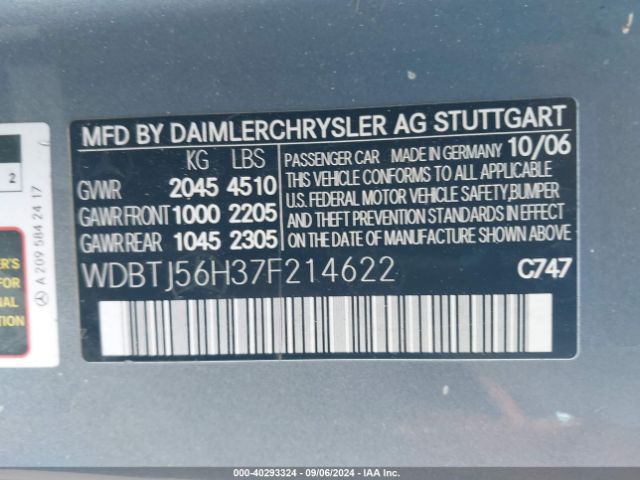 MFD BY DAIMLERCHRYSLER AG STUTTGART
KG LBS
GVWR 2045 4510
GAWR FRONT 1000 2205
GAWR REAR 1045 2305
PASSENGER CAR MADE IN GERMANY 10/06
THIS VEHICLE CONFORMS TO ALL APPLICABLE
U.S. FEDERAL MOTOR VEHICLE SAFETY,BUMPER
AND THEFT PREVENTION STANDARDS IN EFFECT
ON THE DATE OF MANUFACTURE SHOWN ABOVE.
WDBTJ56H37F214622 C747
2
A 209 584 24 17
000-40293324 - 09/06/2024 - IAA